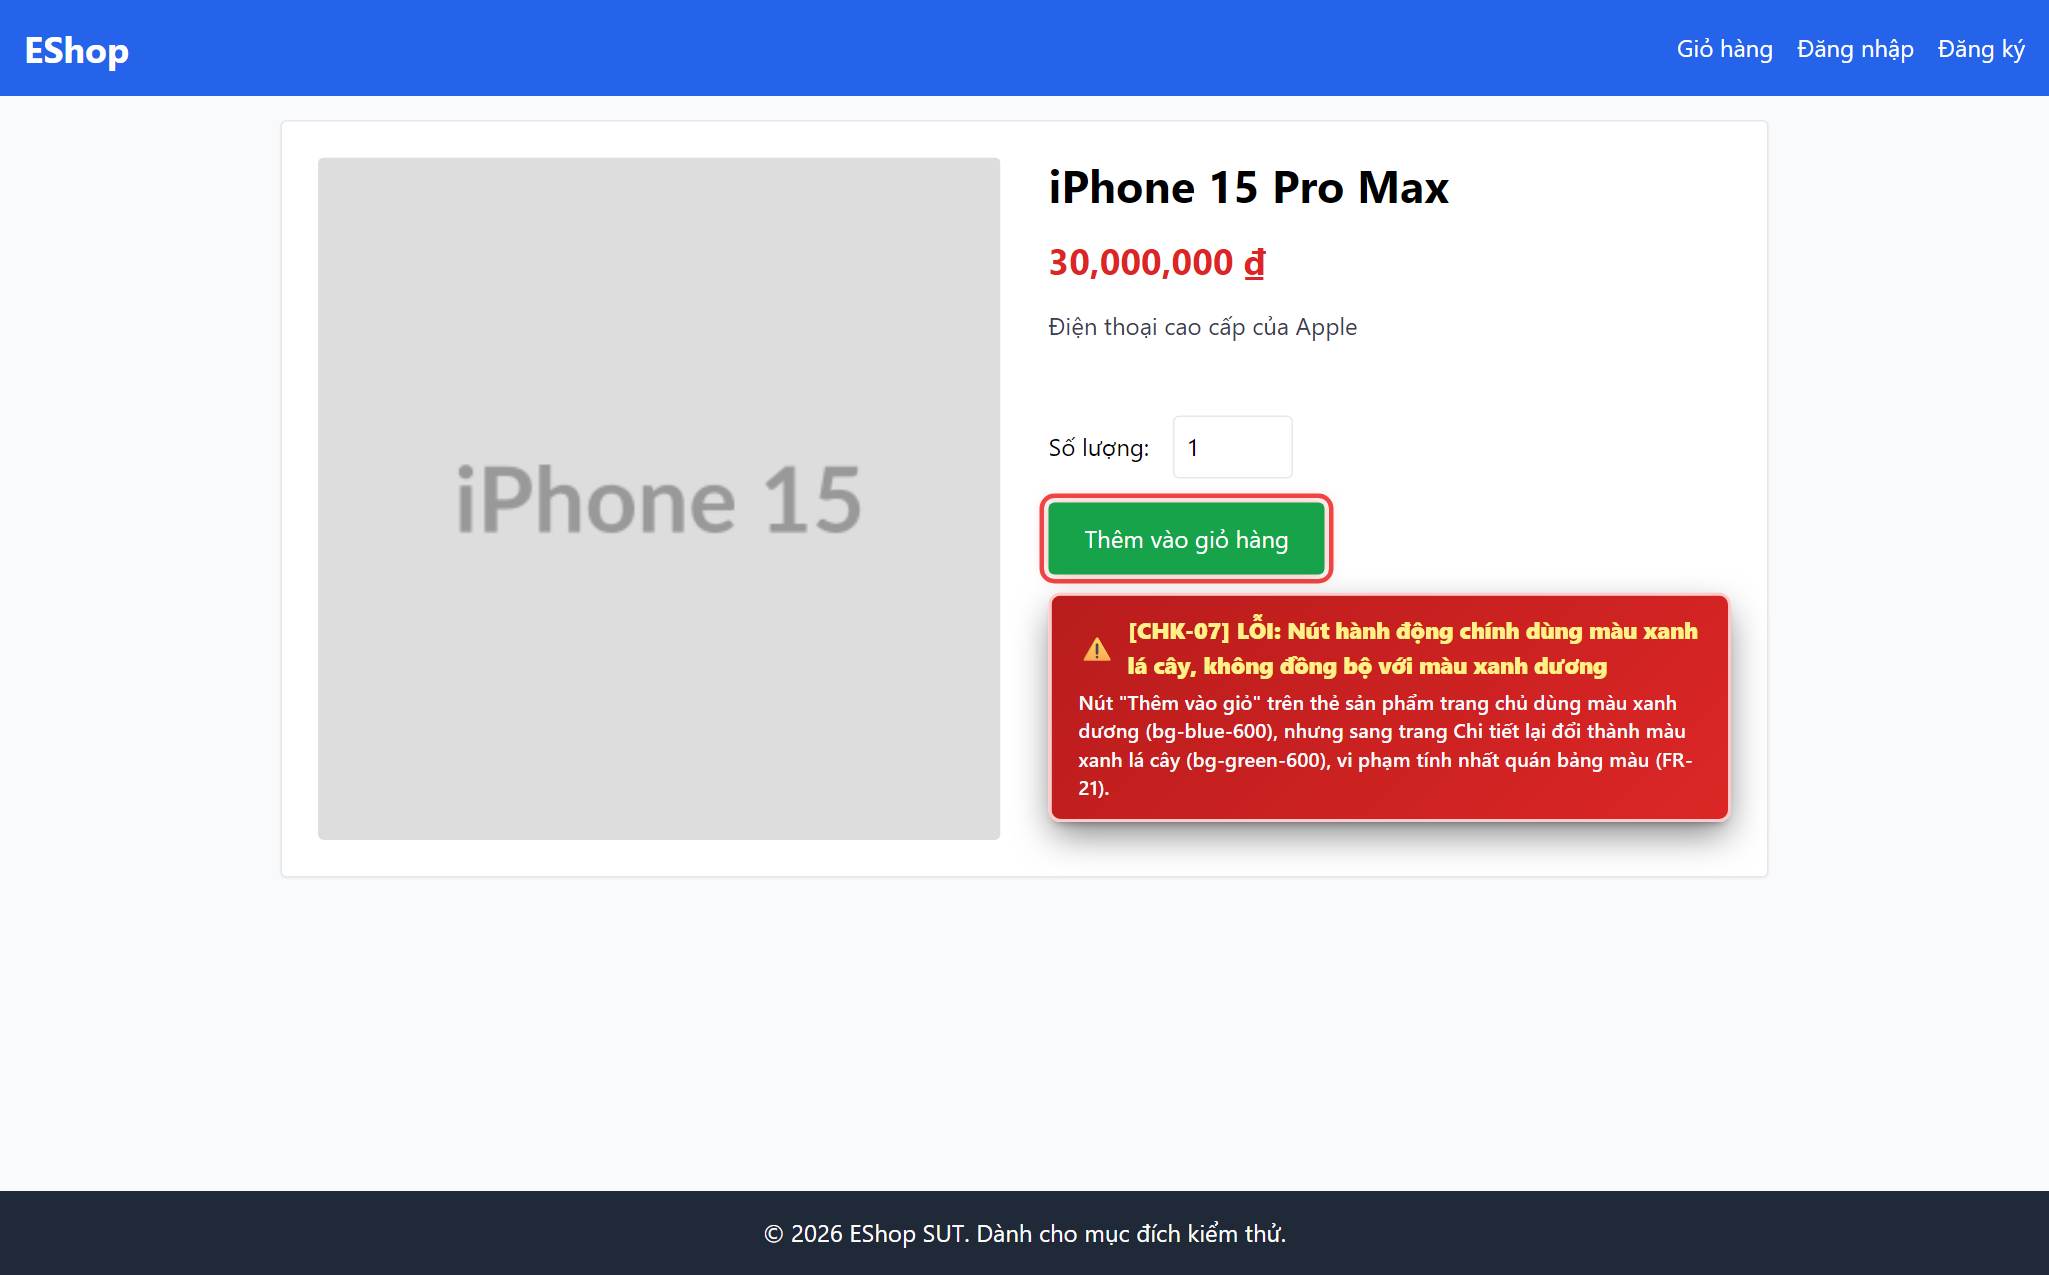 EShop
Giỏ hàng Đăng nhập Đăng ký
iPhone 15
iPhone 15 Pro Max
30,000,000 ₫
Điện thoại cao cấp của Apple
Số lượng: 1
Thêm vào giỏ hàng
[CHK-07] LỖI: Nút hành động chính dùng màu xanh
lá cây, không đồng bộ với màu xanh dương
Nút "Thêm vào giỏ" trên thẻ sản phẩm trang chủ dùng màu xanh
dương (bg-blue-600), nhưng sang trang Chi tiết lại đổi thành màu
xanh lá cây (bg-green-600), vi phạm tính nhất quán bảng màu (FR-
21).
© 2026 EShop SUT. Dành cho mục đích kiểm thử.